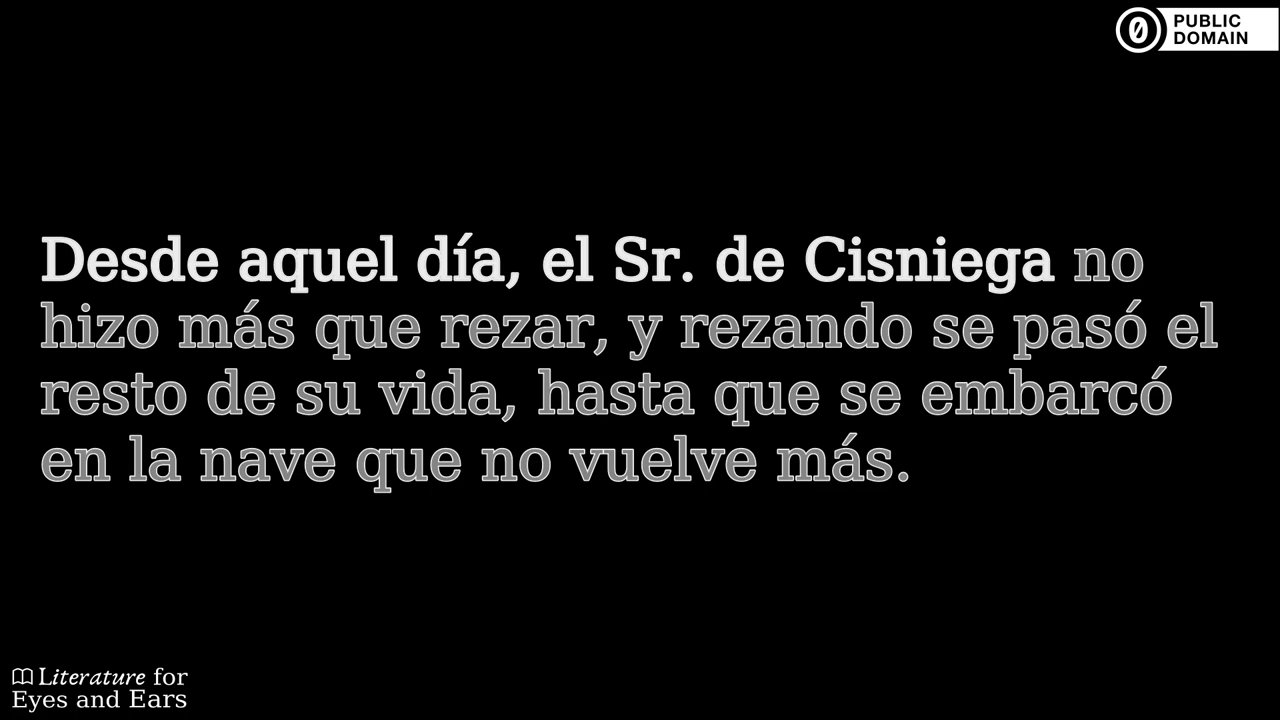 PUBLIC
DOMAIN
Desde aquel día, el Sr. de Cisniega no
hizo más que rezar, y rezando se pasó el
resto de su vida, hasta que se embarcó
en la nave que no vuelve más.
Literature for
Eyes and Ears